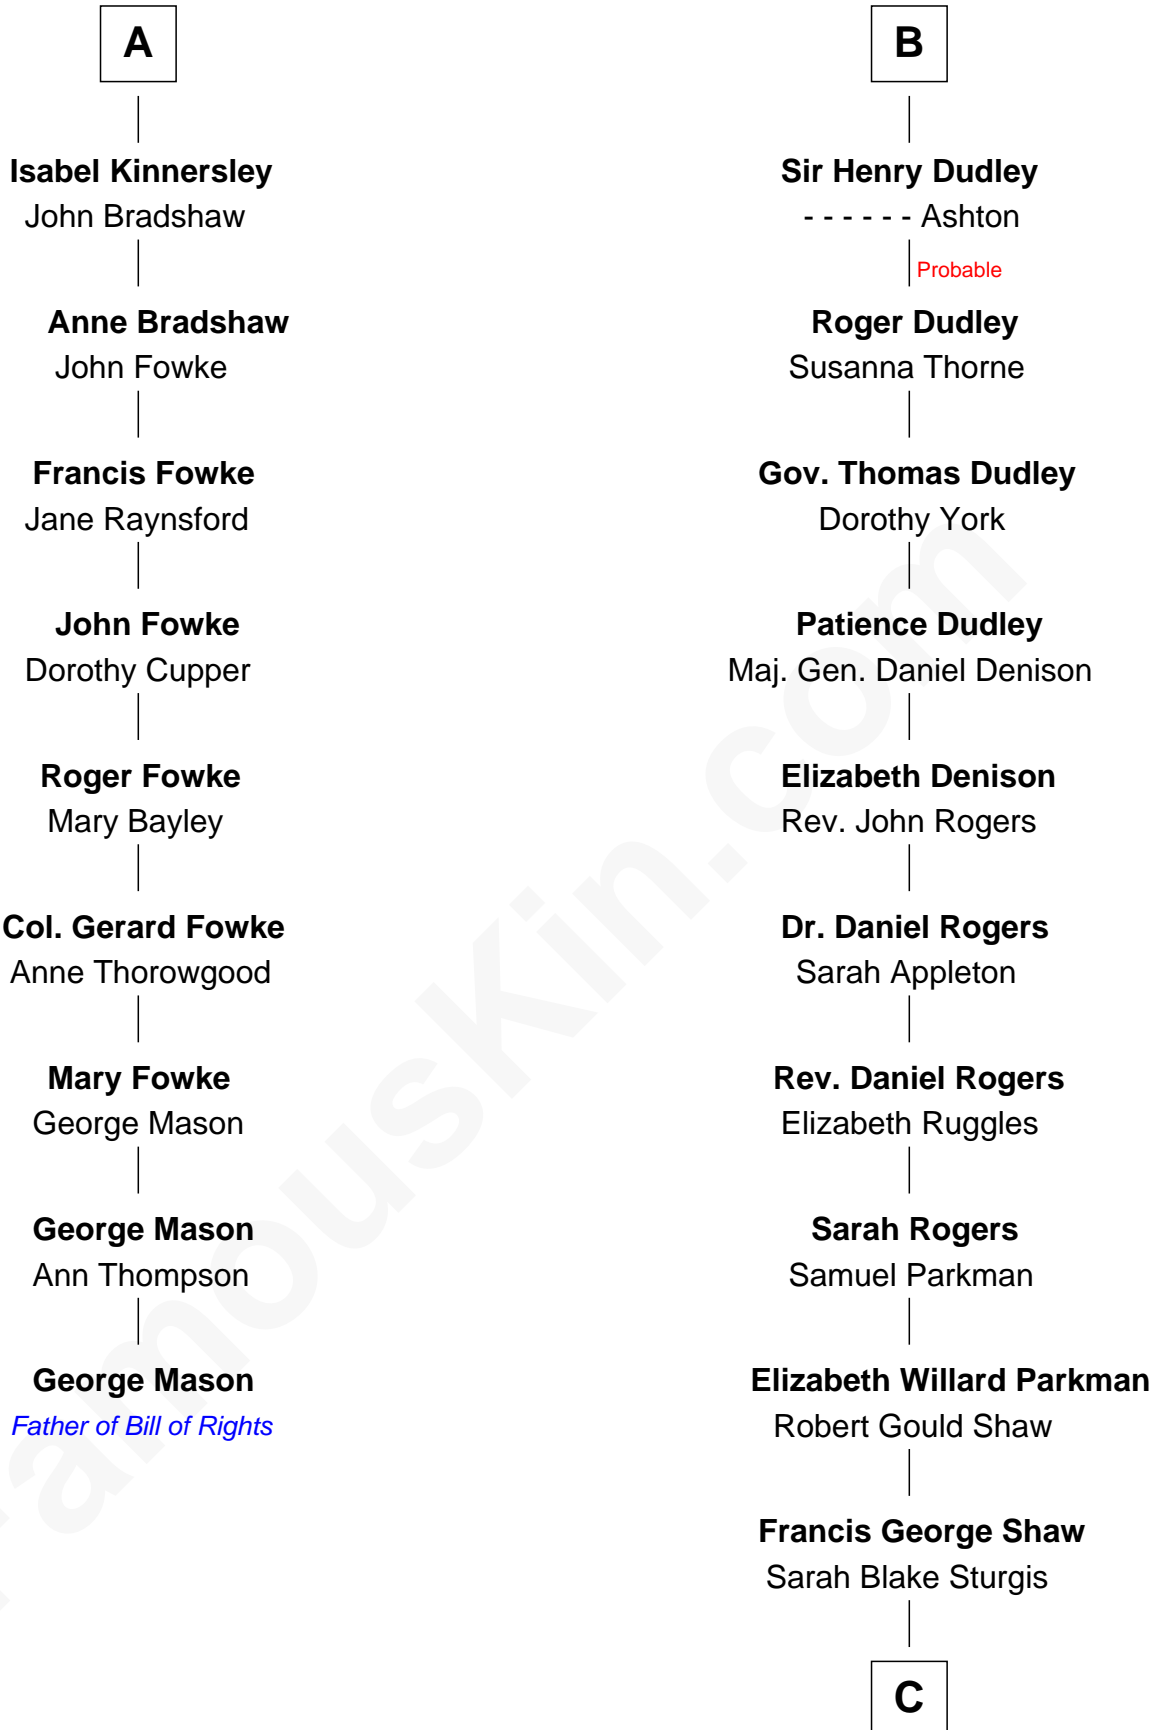 A
Isabel Kinnersley
John Bradshaw
Anne Bradshaw
John Fowke
Francis Fowke
Jane Raynsford
John Fowke
Dorothy Cupper
Roger Fowke
Mary Bayley
Col. Gerard Fowke
Anne Thorowgood
Mary Fowke
George Mason
George Mason
Ann Thompson
George Mason
Father of Bill of Rights
B
Sir Henry Dudley
- - - - - - Ashton
Probable
Roger Dudley
Susanna Thorne
Gov. Thomas Dudley
Dorothy York
Patience Dudley
Maj. Gen. Daniel Denison
Elizabeth Denison
Rev. John Rogers
Dr. Daniel Rogers
Sarah Appleton
Rev. Daniel Rogers
Elizabeth Ruggles
Sarah Rogers
Samuel Parkman
Elizabeth Willard Parkman
Robert Gould Shaw
Francis George Shaw
Sarah Blake Sturgis
C
FamousKin.com